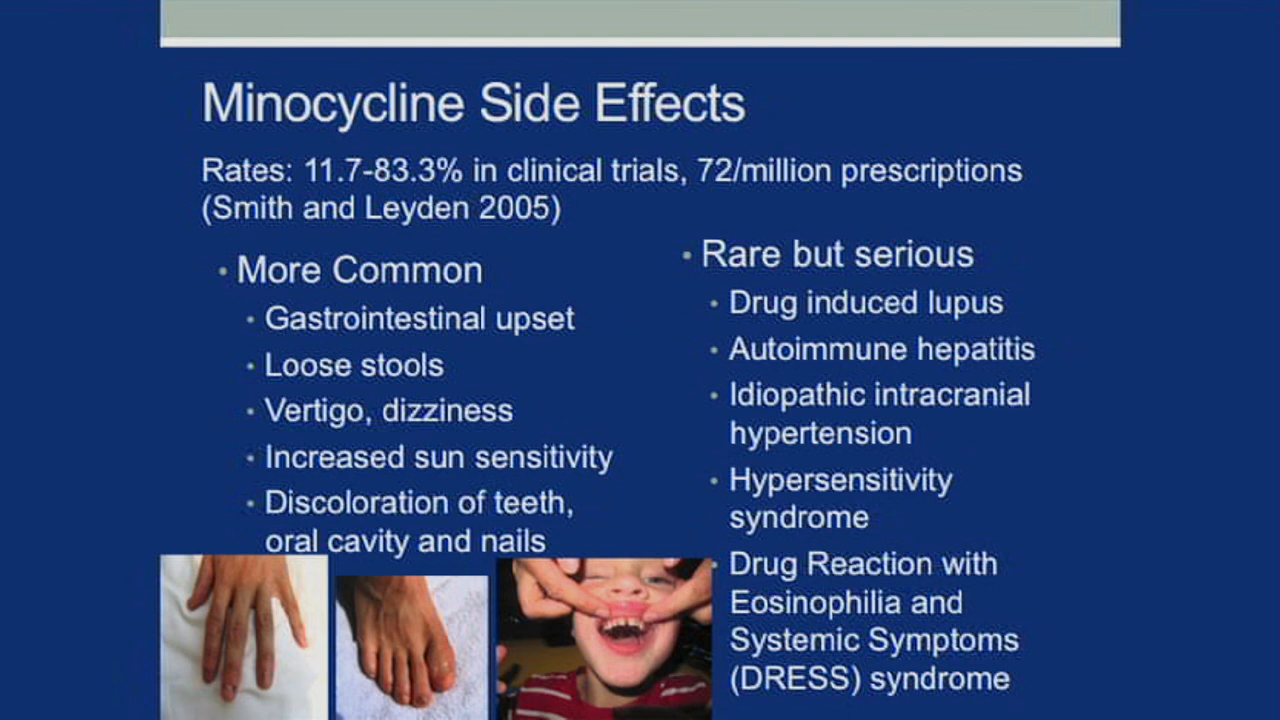 Minocycline Side Effects
Rates: 11.7-83.3% in clinical trials, 72/million prescriptions
(Smith and Leyden 2005)
• More Common
• Gastrointestinal upset
• Loose stools
• Vertigo, dizziness
• Increased sun sensitivity
• Discoloration of teeth,
oral cavity and nails
• Rare but serious
• Drug induced lupus
• Autoimmune hepatitis
• Idiopathic intracranial
hypertension
• Hypersensitivity
syndrome
• Drug Reaction with
Eosinophilia and
Systemic Symptoms
(DRESS) syndrome